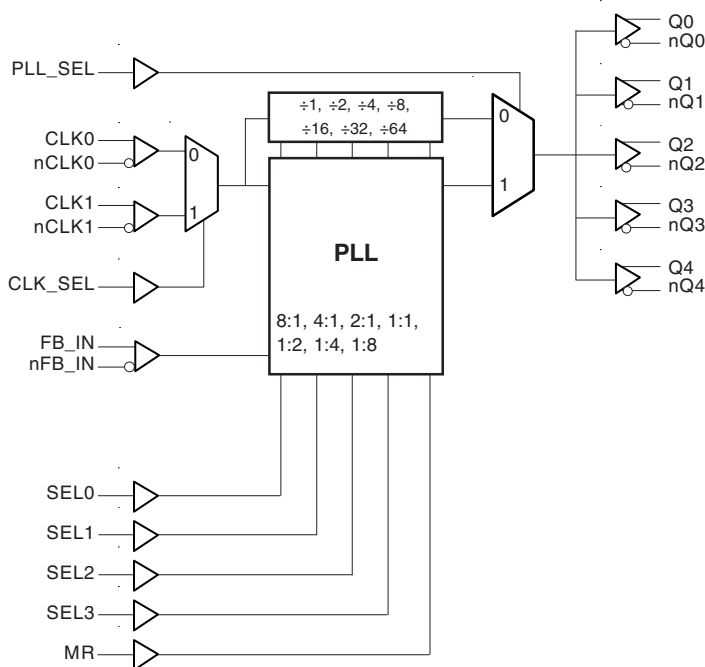 PLL_SEL
CLK0
nCLK0
CLK1
nCLK1
CLK_SEL
FB_IN
nFB_IN
SEL0
SEL1
SEL2
SEL3
MR
0
1
÷1, ÷2, ÷4, ÷8,
÷16, ÷32, ÷64
PLL
8:1, 4:1, 2:1, 1:1,
1:2, 1:4, 1:8
0
1
Q0
nQ0
Q1
nQ1
Q2
nQ2
Q3
nQ3
Q4
nQ4